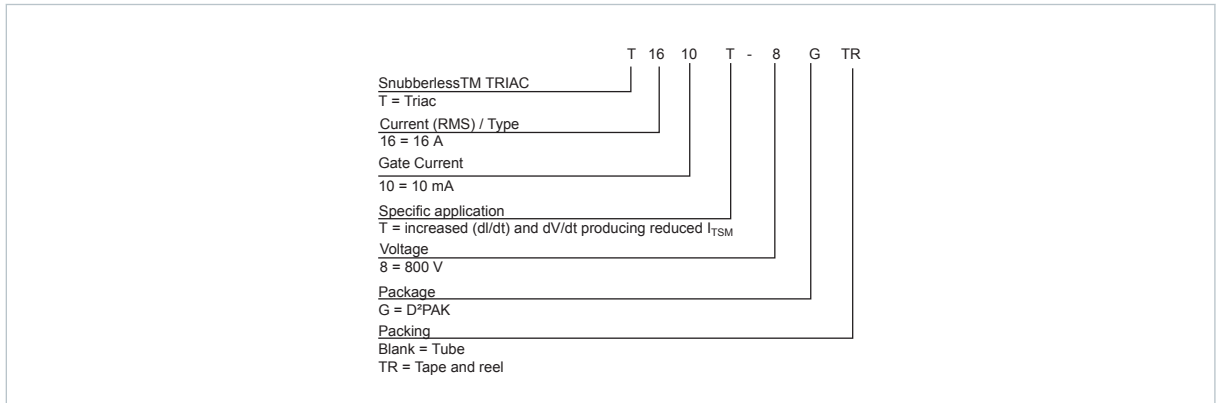 T 16 10 T - 8 G TR
SnubberlessTM TRIAC
T = Triac
Current (RMS) / Type
16 = 16 A
Gate Current
10 = 10 mA
Specific application
T = increased (dI/dt) and dV/dt producing reduced ITSM
Voltage
8 = 800 V
Package
G = D²PAK
Packing
Blank = Tube
TR = Tape and reel